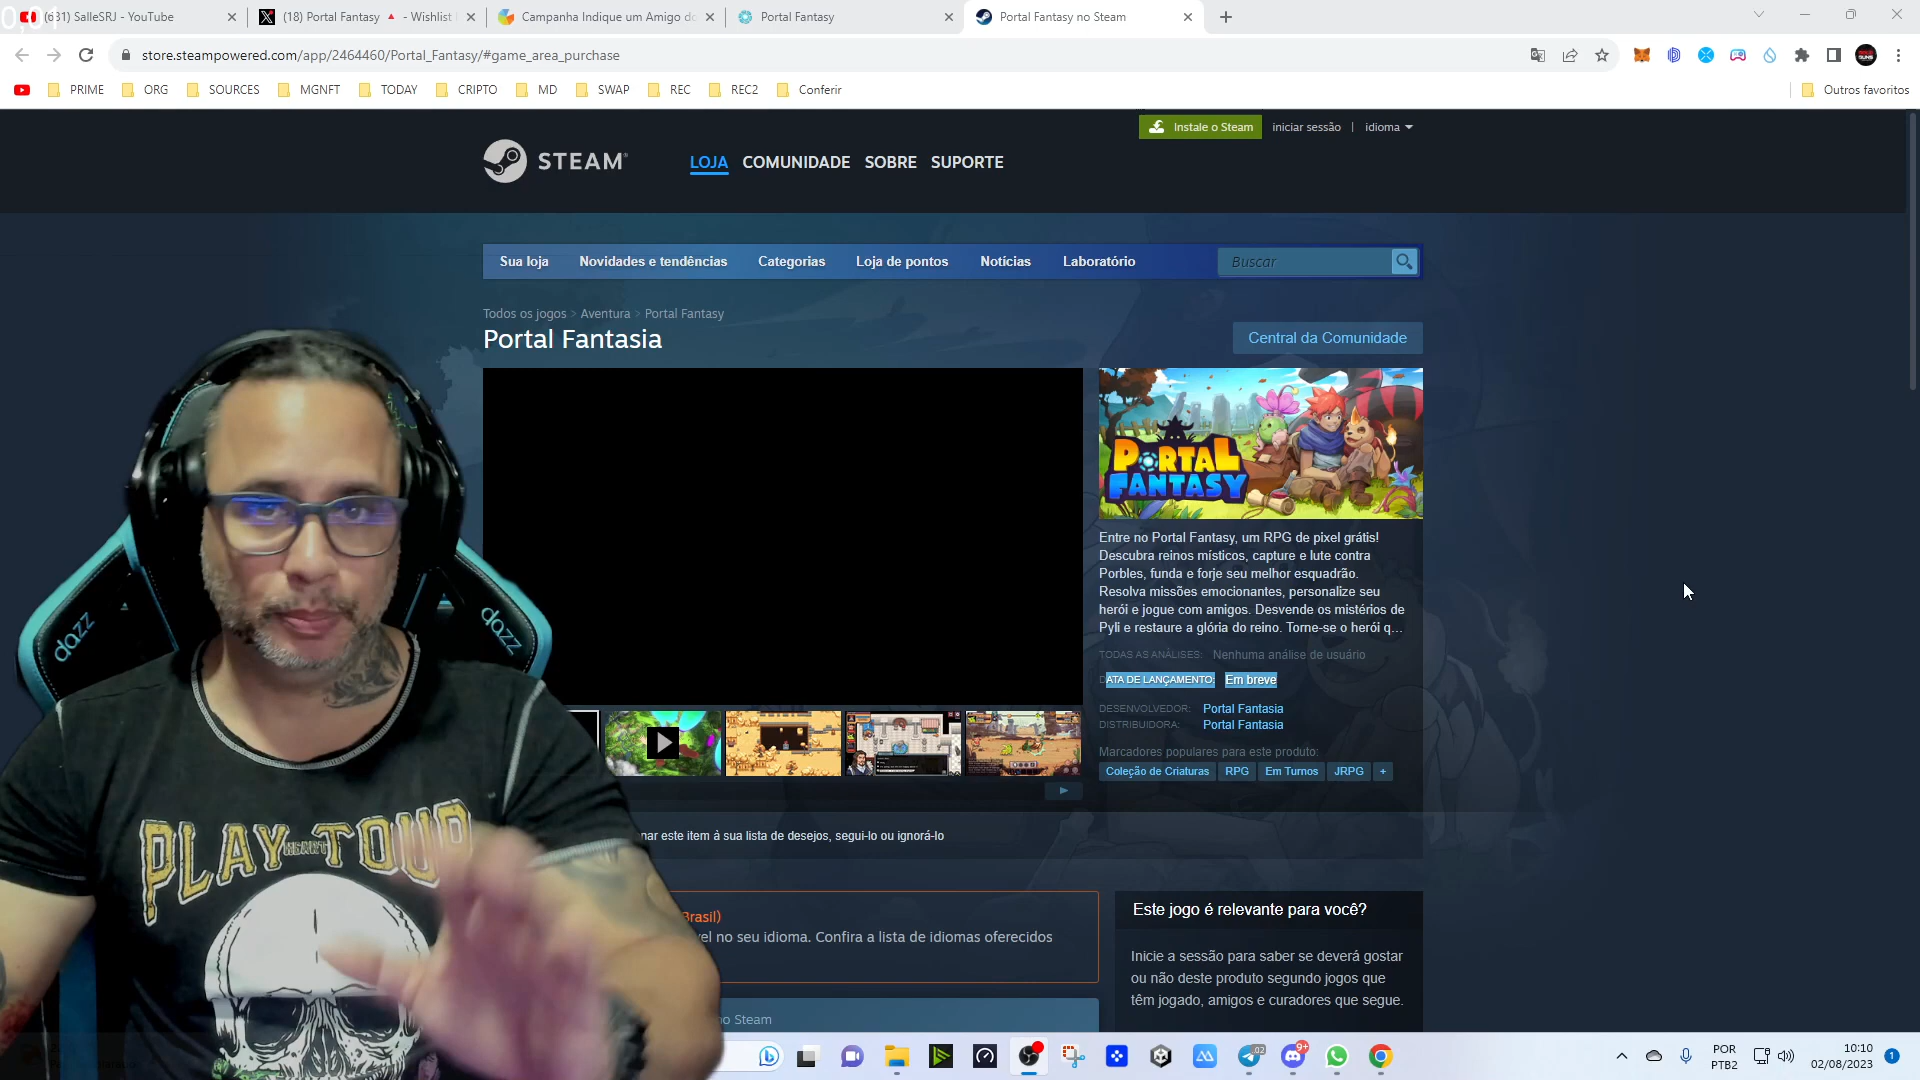 (631) SalleSRJ - YouTube
(18) Portal Fantasy 🔺 - Wishlist
Campanha Indique um Amigo do
Portal Fantasy
Portal Fantasy no Steam
store.steampowered.com/app/2464460/Portal_Fantasy/#game_area_purchase
PRIME
ORG
SOURCES
MGNFT
TODAY
CRIPTO
MD
SWAP
REC
REC2
Conferir
Outros favoritos
Instale o Steam
iniciar sessão | idioma
STEAM
LOJA COMUNIDADE SOBRE SUPORTE
Sua loja Novidades e tendências Categorias Loja de pontos Notícias Laboratório
Buscar
Todos os jogos > Aventura > Portal Fantasy
Portal Fantasia
Central da Comunidade
PORTAL
FANTASY
Entre no Portal Fantasy, um RPG de pixel grátis!
Descubra reinos místicos, capture e lute contra
Porbles, funda e forje seu melhor esquadrão.
Resolva missões emocionantes, personalize seu
herói e jogue com amigos. Desvende os mistérios de
Pyli e restaure a glória do reino. Torne-se o herói q...
TODAS AS ANÁLISES: Nenhuma análise de usuário
DATA DE LANÇAMENTO: Em breve
DESENVOLVEDOR: Portal Fantasia
DISTRIBUIDORA: Portal Fantasia
Marcadores populares para este produto:
Coleção de Criaturas RPG Em Turnos JRPG +
nar este item à sua lista de desejos, segui-lo ou ignorá-lo
Brasil)
vel no seu idioma. Confira a lista de idiomas oferecidos
no Steam
Este jogo é relevante para você?
Inicie a sessão para saber se deverá gostar
ou não deste produto segundo jogos que
têm jogado, amigos e curadores que segue.
dazz
dazz
PLAY TOUD
HEART
.02
9+
POR
PTB2
10:10
02/08/2023
1